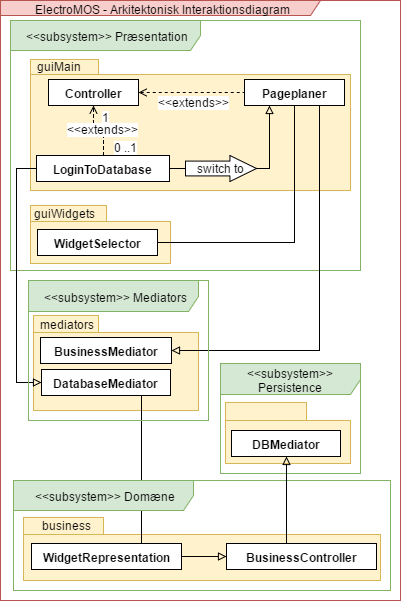 ElectroMOS - Arkitektonisk Interaktionsdiagram
<<subsystem>> Præsentation
guiMain
Controller
Pageplaner
<<extends>>
1
<<extends>>
0 ..1
LoginToDatabase
switch to
guiWidgets
WidgetSelector
<<subsystem>> Mediators
mediators
BusinessMediator
DatabaseMediator
<<subsystem>>
Persistence
DBMediator
<<subsystem>> Domæne
business
WidgetRepresentation
BusinessController